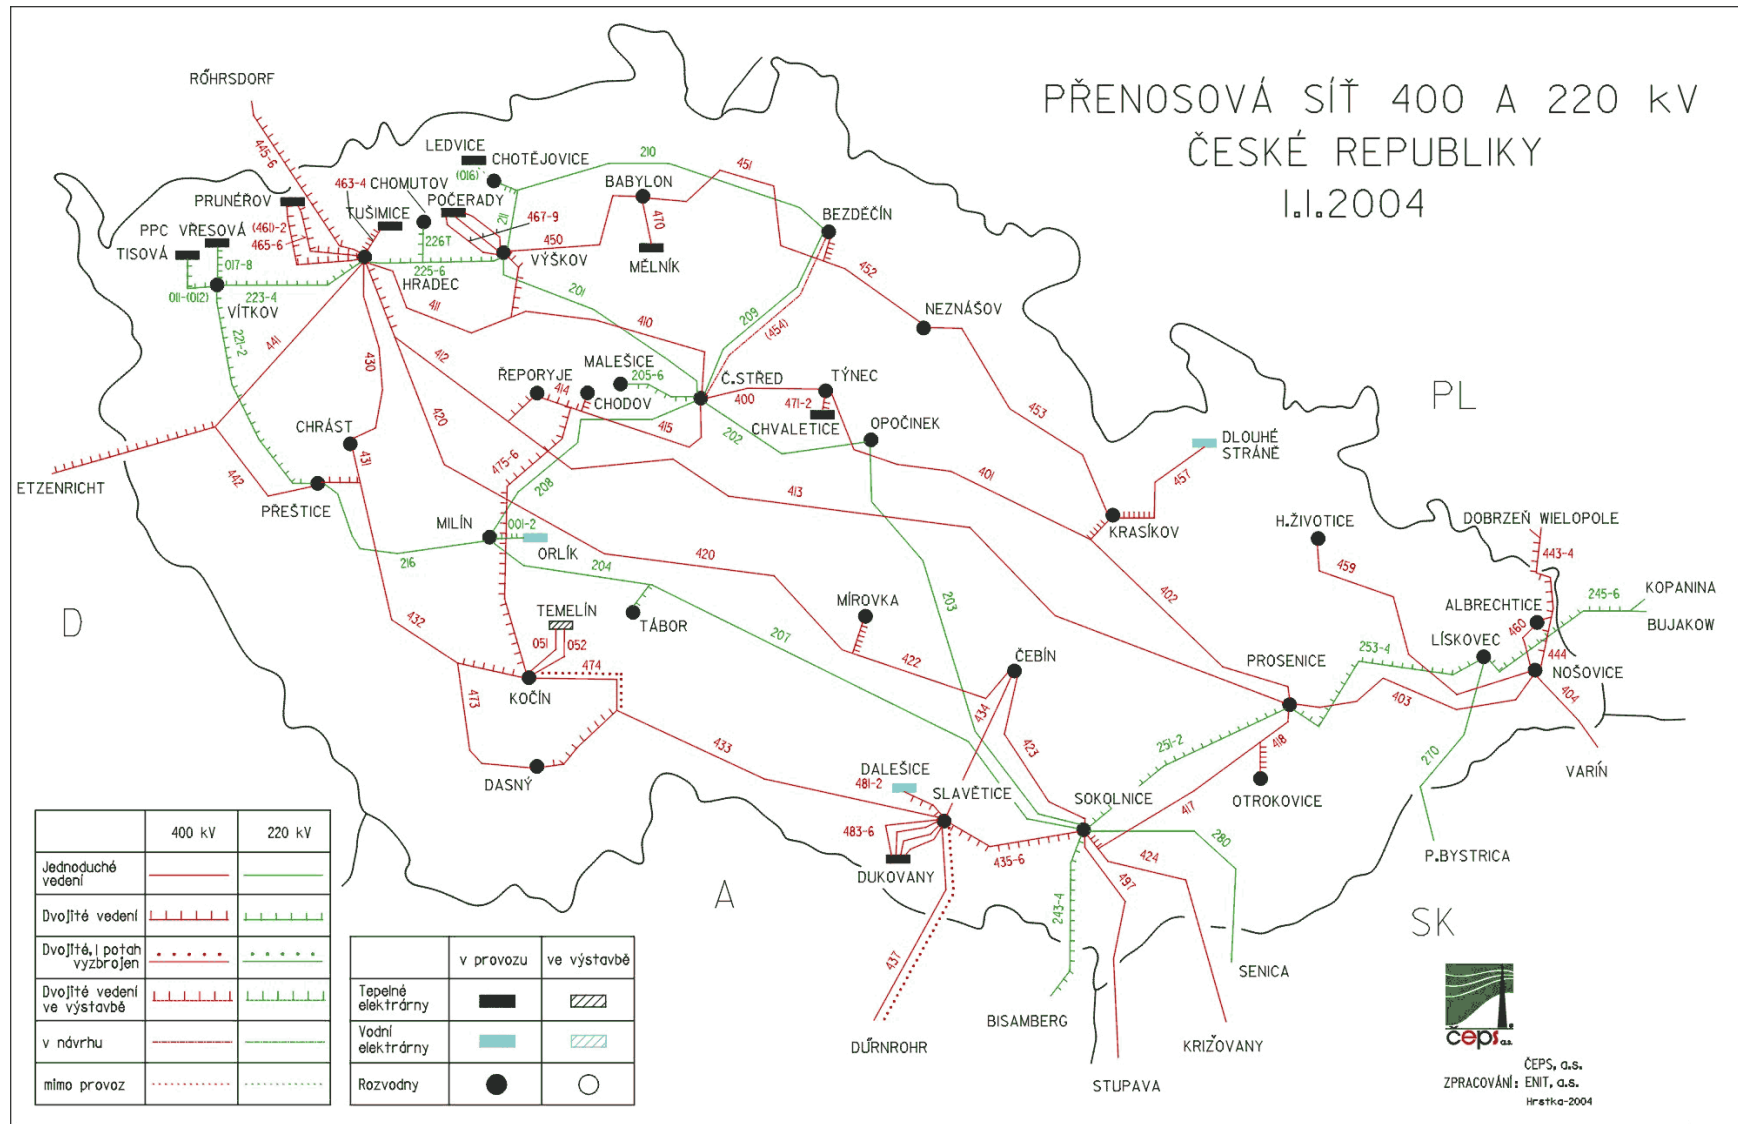 PŘENOSOVÁ SÍŤ 400 A 220 kV
ČESKÉ REPUBLIKY
1.1.2004
RŐHRSDORF
445-6
LEDVICE
CHOTĚJOVICE
(016)
210
451
463-4
CHOMUTOV
BABYLON
PRUNÉŘOV
TUŠIMICE
POČERADY
BEZDĚČÍN
PPC
VŘESOVÁ
(461)-2
465-6
467-9
211
470
TISOVÁ
226T
450
VÝŠKOV
MĚLNÍK
017-8
225-6
452
011-(012)
223-4
HRADEC
201
VÍTKOV
411
410
209
(454)
NEZNÁŠOV
441
221-2
430
412
MALEŠICE
ŘEPORYJE
414
205-6
Č.STŘED
TÝNEC
CHODOV
400
471-2
CHVALETICE
453
PL
CHRÁST
420
415
202
OPOČINEK
DLOUHÉ
STRÁNĚ
431
475-6
401
457
ETZENRICHT
442
208
413
PŘEŠTICE
KRASÍKOV
MILÍN
001-2
H.ŽIVOTICE
DOBRZEŇ WIELOPOLE
ORLÍK
420
443-4
216
204
459
245-6
KOPANINA
402
203
MÍROVKA
ALBRECHTICE
D
TEMELÍN
432
TÁBOR
207
460
BUJAKOW
051
052
LÍSKOVEC
253-4
474
422
ČEBÍN
PROSENICE
444
NOŠOVICE
KOČÍN
403
404
473
434
423
418
433
251-2
270
VARÍN
DASNÝ
DALEŠICE
481-2
SLAVĚTICE
SOKOLNICE
OTROKOVICE
417
483-6
280
435-6
424
P.BYSTRICA
DUKOVANY
497
A
243-4
SK
437
SENICA
BISAMBERG
DŰRNROHR
KRIŽOVANY
STUPAVA
400 kV
220 kV
Jednoduché
vedení
Dvojité vedení
Dvojité,1 potah
vyzbrojen
Dvojité vedení
ve výstavbě
v návrhu
mimo provoz
v provozu
ve výstavbě
Tepelné
elektrárny
Vodní
elektrárny
Rozvodny
čeps a.s.
ČEPS, a.s.
ZPRACOVÁNÍ: ENIT, a.s.
Hrstka-2004